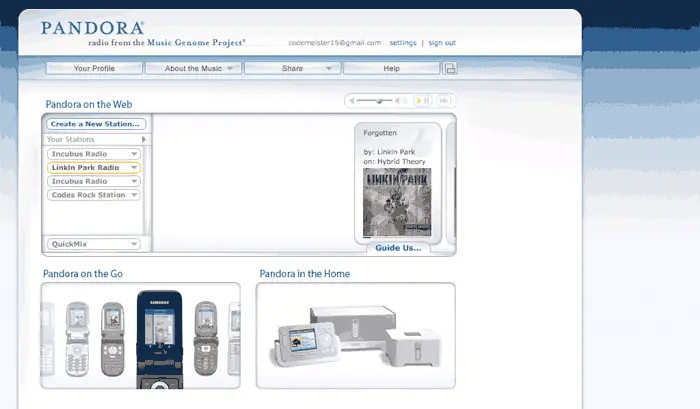 PANDORA®
radio from the Music Genome Project®
codemeister15@gmail.com settings | sign out
Your Profile About the Music Share Help
Pandora on the Web
Create a New Station...
Your Stations
Incubus Radio
Linkin Park Radio
Incubus Radio
Codes Rock Station
QuickMix
Forgotten
by: Linkin Park
on: Hybrid Theory
LINKIN PARK
Guide Us...
Pandora on the Go
Pandora in the Home
SAMSUNG